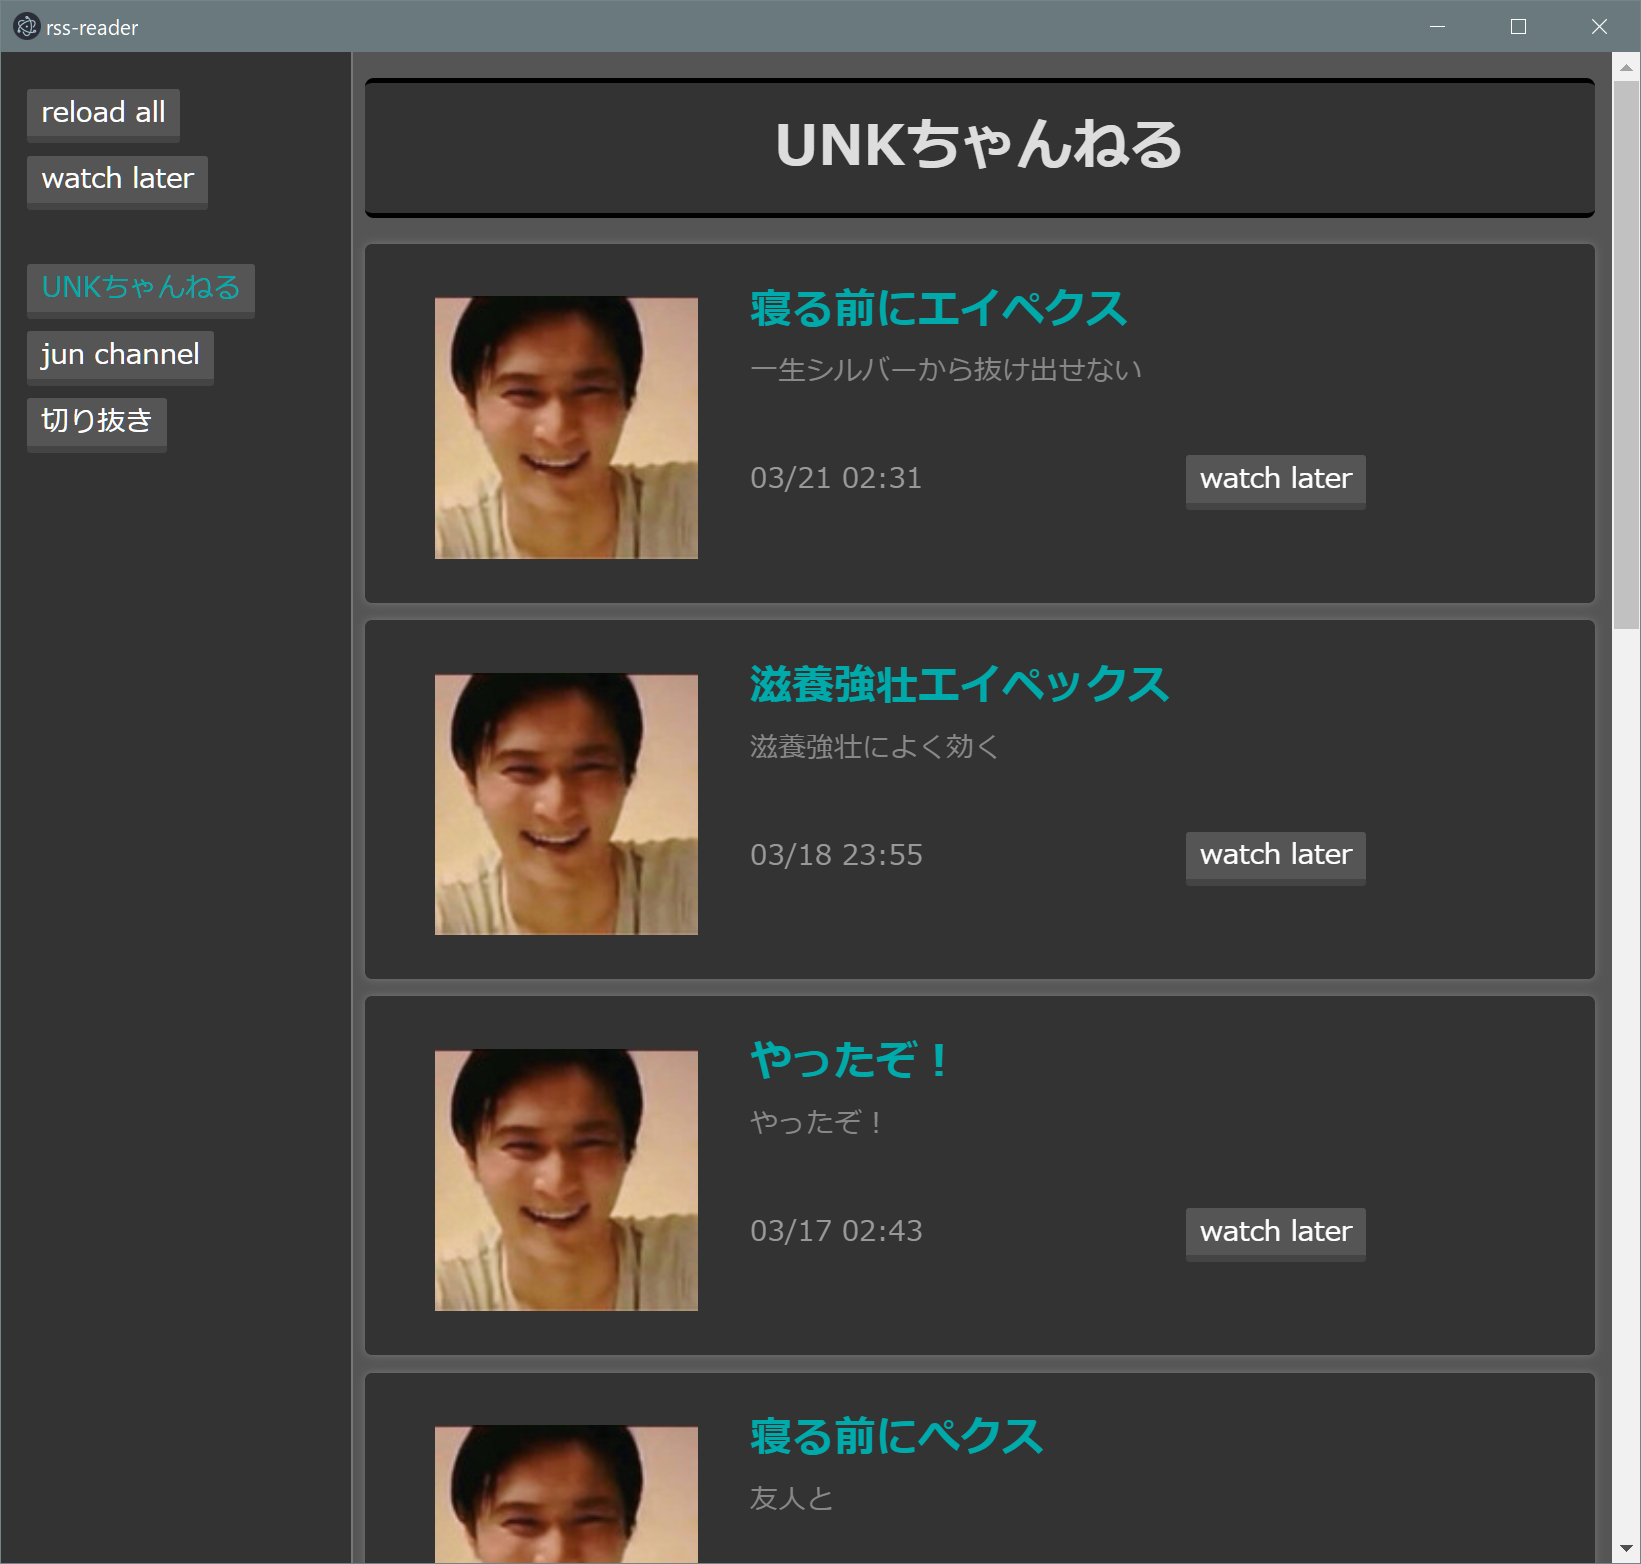 rss-reader
reload all
watch later
UNKちゃんねる
jun channel
切り抜き
UNKちゃんねる
寝る前にエイペクス
一生シルバーから抜け出せない
03/21 02:31
watch later
滋養強壮エイペックス
滋養強壮によく効く
03/18 23:55
watch later
やったぞ！
やったぞ！
03/17 02:43
watch later
寝る前にペクス
友人と